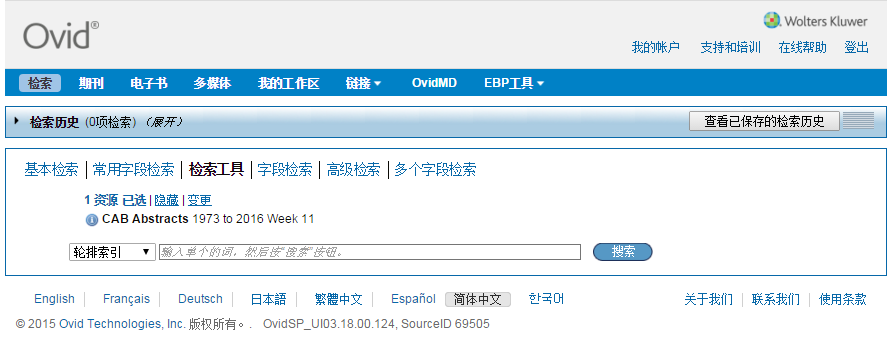 Ovid®
Wolters Kluwer
我的帐户 支持和培训 在线帮助 登出
检索 期刊 电子书 多媒体 我的工作区 链接 OvidMD EBP工具
检索历史 (0项检索) (展开) 查看已保存的检索历史
基本检索 常用字段检索 检索工具 字段检索 高级检索 多个字段检索
1 资源 已选 | 隐藏 | 变更
CAB Abstracts 1973 to 2016 Week 11
轮排索引 输入单个的词，然后按“搜索”按钮。 搜索
English Français Deutsch 日本語 繁體中文 Español 简体中文 한국어 关于我们 联系我们 使用条款
© 2015 Ovid Technologies, Inc. 版权所有。. OvidSP_UI03.18.00.124, SourceID 69505